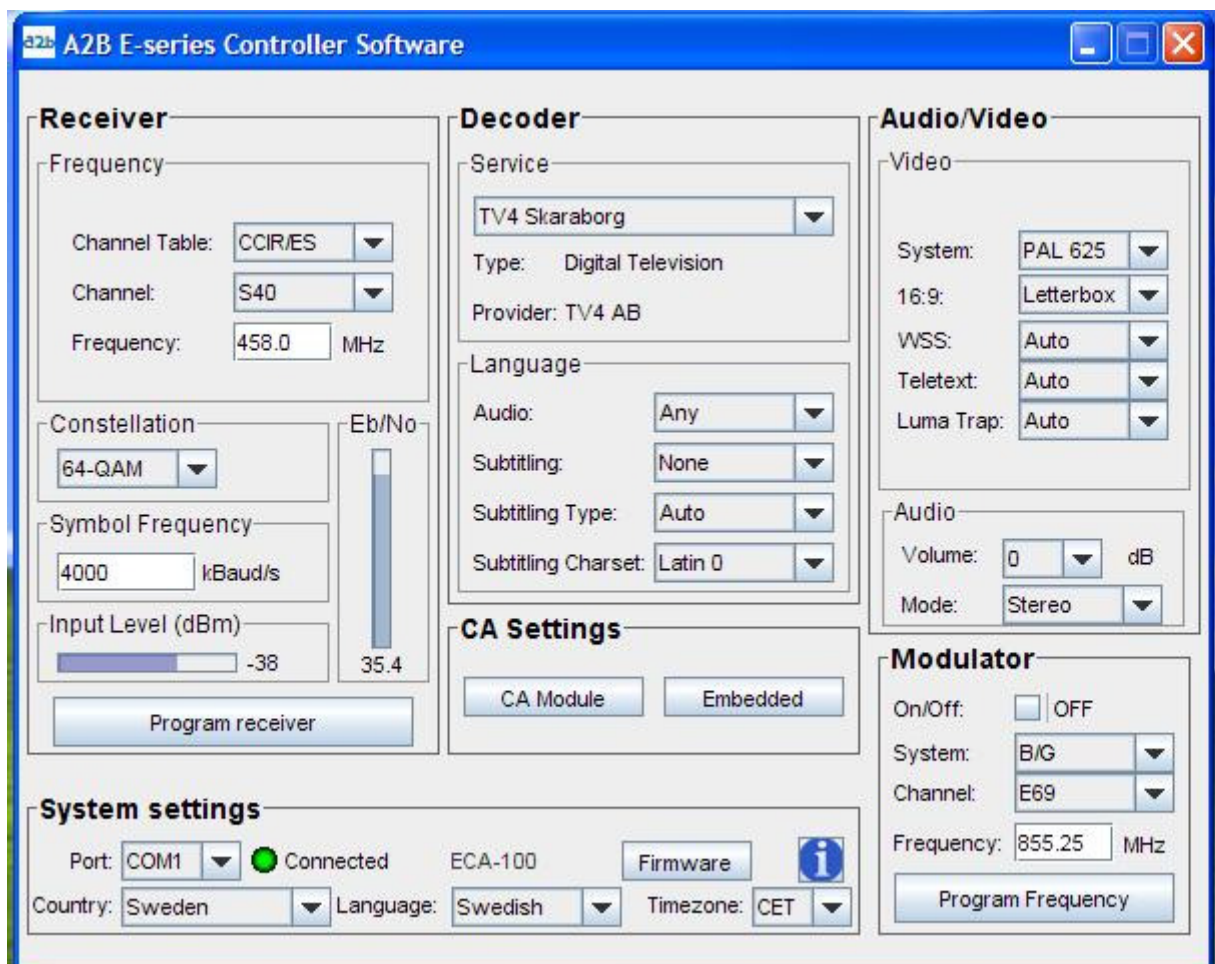 a2b A2B E-series Controller Software
Receiver
Frequency
Channel Table: CCIR/ES
Channel: S40
Frequency: 458.0 MHz
Constellation
64-QAM
Eb/No
35.4
Symbol Frequency
4000 kBaud/s
Input Level (dBm)
-38
Program receiver
Decoder
Service
TV4 Skaraborg
Type: Digital Television
Provider: TV4 AB
Language
Audio: Any
Subtitling: None
Subtitling Type: Auto
Subtitling Charset: Latin 0
CA Settings
CA Module Embedded
Audio/Video
Video
System: PAL 625
16:9: Letterbox
WSS: Auto
Teletext: Auto
Luma Trap: Auto
Audio
Volume: 0 dB
Mode: Stereo
Modulator
On/Off: OFF
System: B/G
Channel: E69
Frequency: 855.25 MHz
Program Frequency
System settings
Port: COM1 Connected ECA-100 Firmware i
Country: Sweden Language: Swedish Timezone: CET